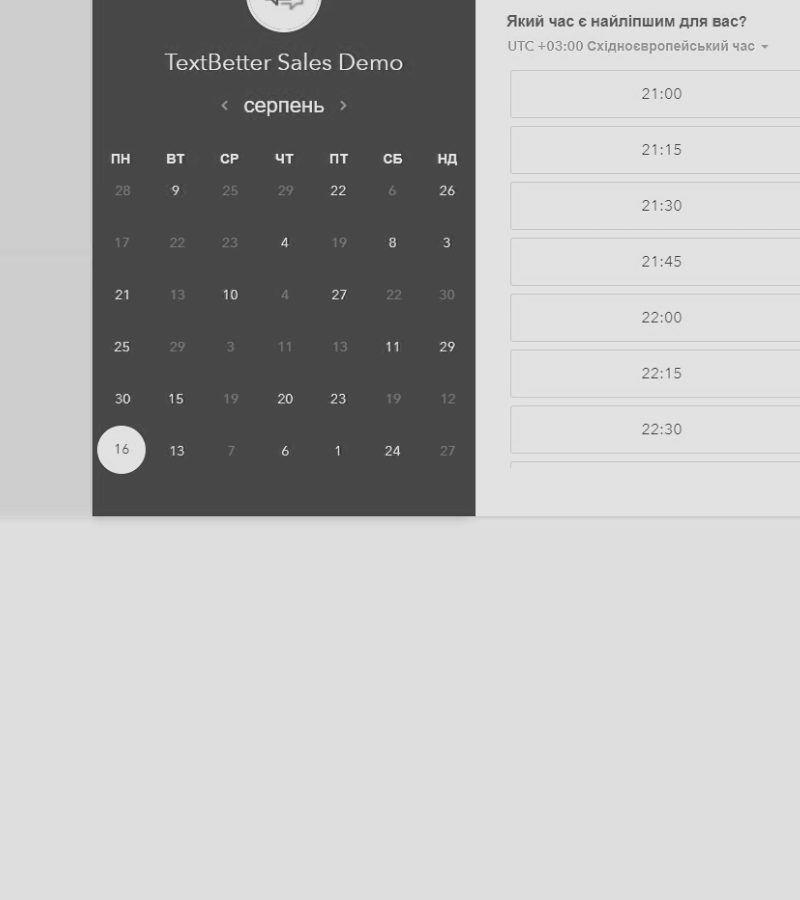 TextBetter Sales Demo
серпень
ПН ВТ СР ЧТ ПТ СБ НД
28 9 25 29 22 6 26
17 22 23 4 19 8 3
21 13 10 4 27 22 30
25 29 3 11 13 11 29
30 15 19 20 23 19 12
16 13 7 6 1 24 27
Який час є найліпшим для вас?
UTC +03:00 Східноєвропейський час
21:00
21:15
21:30
21:45
22:00
22:15
22:30